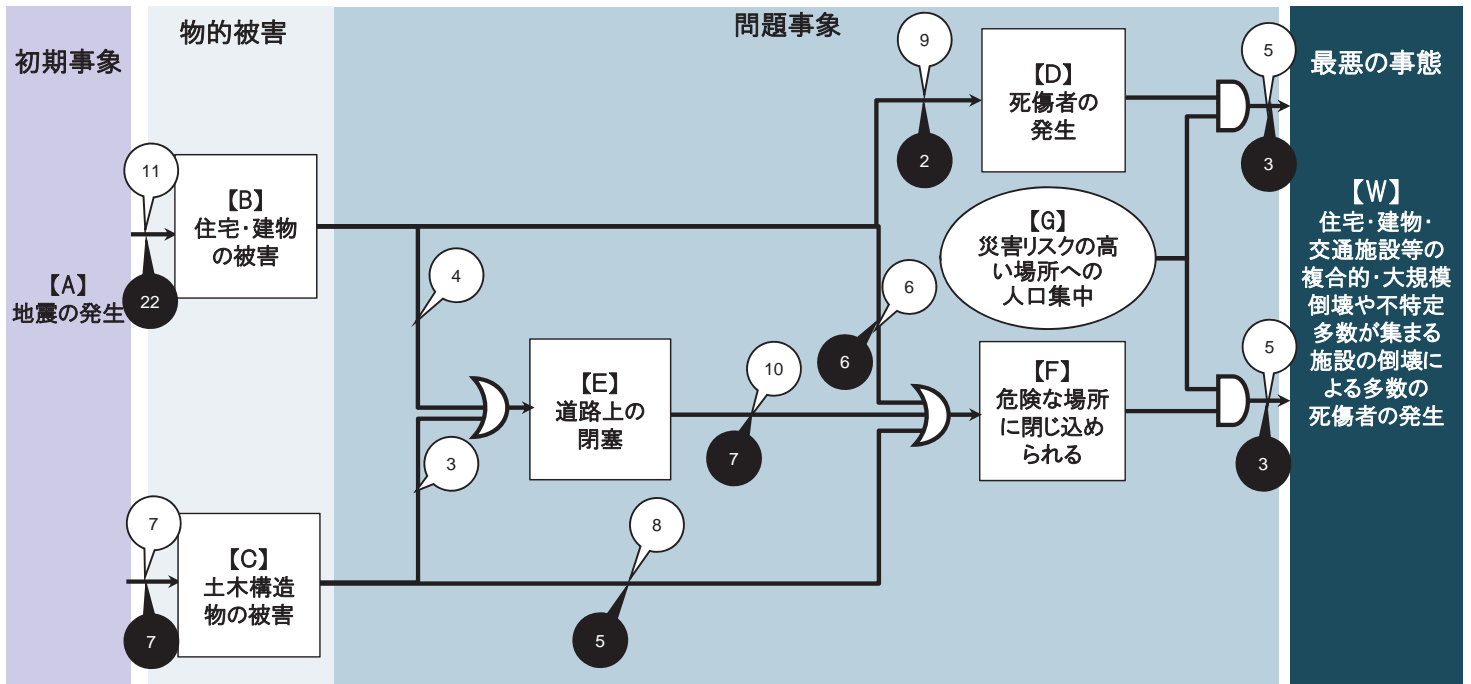 初期事象
物的被害
問題事象
最悪の事態
【A】
地震の発生
11
22
【B】
住宅・建物
の被害
7
7
【C】
土木構造
物の被害
4
3
【E】
道路上の
閉塞
10
7
8
5
9
2
6
6
【D】
死傷者の
発生
【G】
災害リスクの高
い場所への
人口集中
【F】
危険な場所
に閉じ込め
られる
5
3
5
3
【W】
住宅・建物・
交通施設等の
複合的・大規模
倒壊や不特定
多数が集まる
施設の倒壊に
よる多数の
死傷者の発生